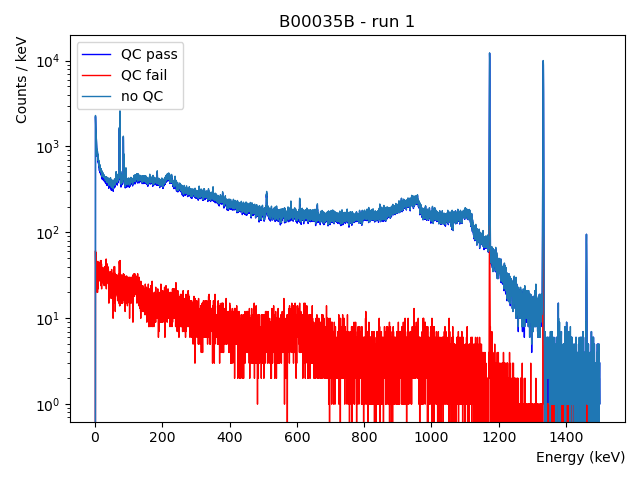 B00035B - run 1
Counts / keV
QC pass
QC fail
no QC
10⁴
10³
10²
10¹
10⁰
0 200 400 600 800 1000 1200 1400
Energy (keV)